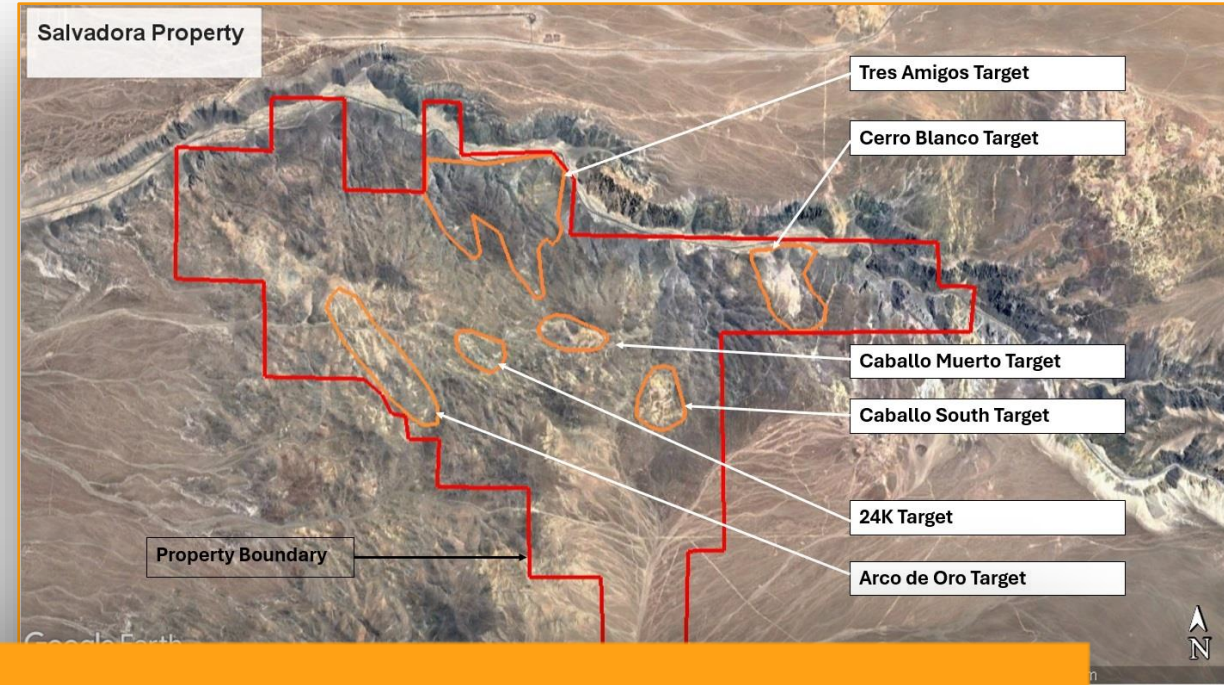 Salvadora Property
Tres Amigos Target
Cerro Blanco Target
Caballo Muerto Target
Caballo South Target
24K Target
Property Boundary
Arco de Oro Target
Google Earth
N